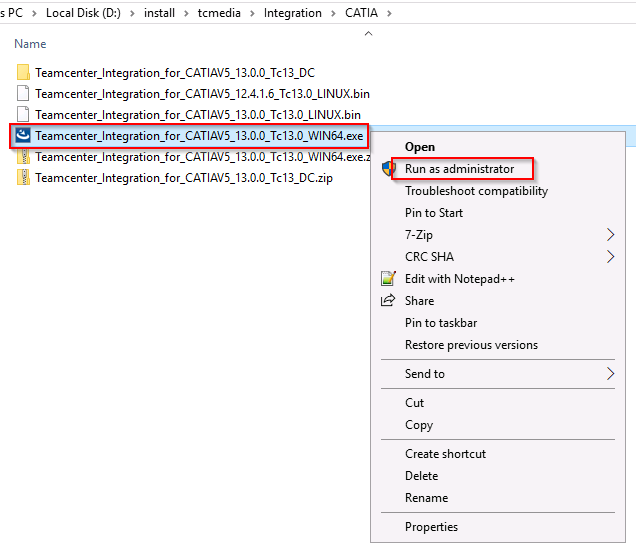 s PC > Local Disk (D:) > install > tcmedia > Integration > CATIA >
Name
Teamcenter_Integration_for_CATIAV5_13.0.0_Tc13_DC
Teamcenter_Integration_for_CATIAV5_12.4.1.6_Tc13.0_LINUX.bin
Teamcenter_Integration_for_CATIAV5_13.0.0_Tc13.0_LINUX.bin
Teamcenter_Integration_for_CATIAV5_13.0.0_Tc13.0_WIN64.exe
Teamcenter_Integration_for_CATIAV5_13.0.0_Tc13.0_WIN64.exe.z
Teamcenter_Integration_for_CATIAV5_13.0.0_Tc13_DC.zip
Open
Run as administrator
Troubleshoot compatibility
Pin to Start
7-Zip
CRC SHA
Edit with Notepad++
Share
Pin to taskbar
Restore previous versions
Send to
Cut
Copy
Create shortcut
Delete
Rename
Properties